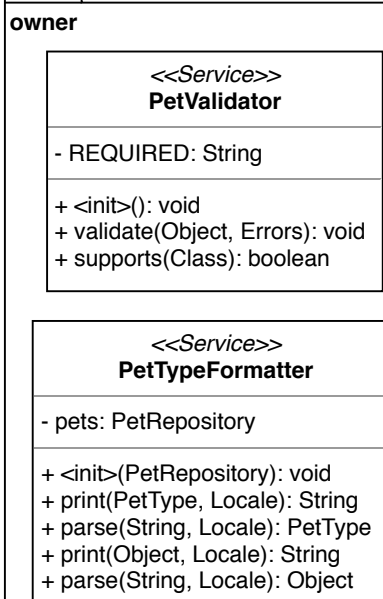 owner
<<Service>>
PetValidator
- REQUIRED: String
+ <init>(): void
+ validate(Object, Errors): void
+ supports(Class): boolean
<<Service>>
PetTypeFormatter
- pets: PetRepository
+ <init>(PetRepository): void
+ print(PetType, Locale): String
+ parse(String, Locale): PetType
+ print(Object, Locale): String
+ parse(String, Locale): Object